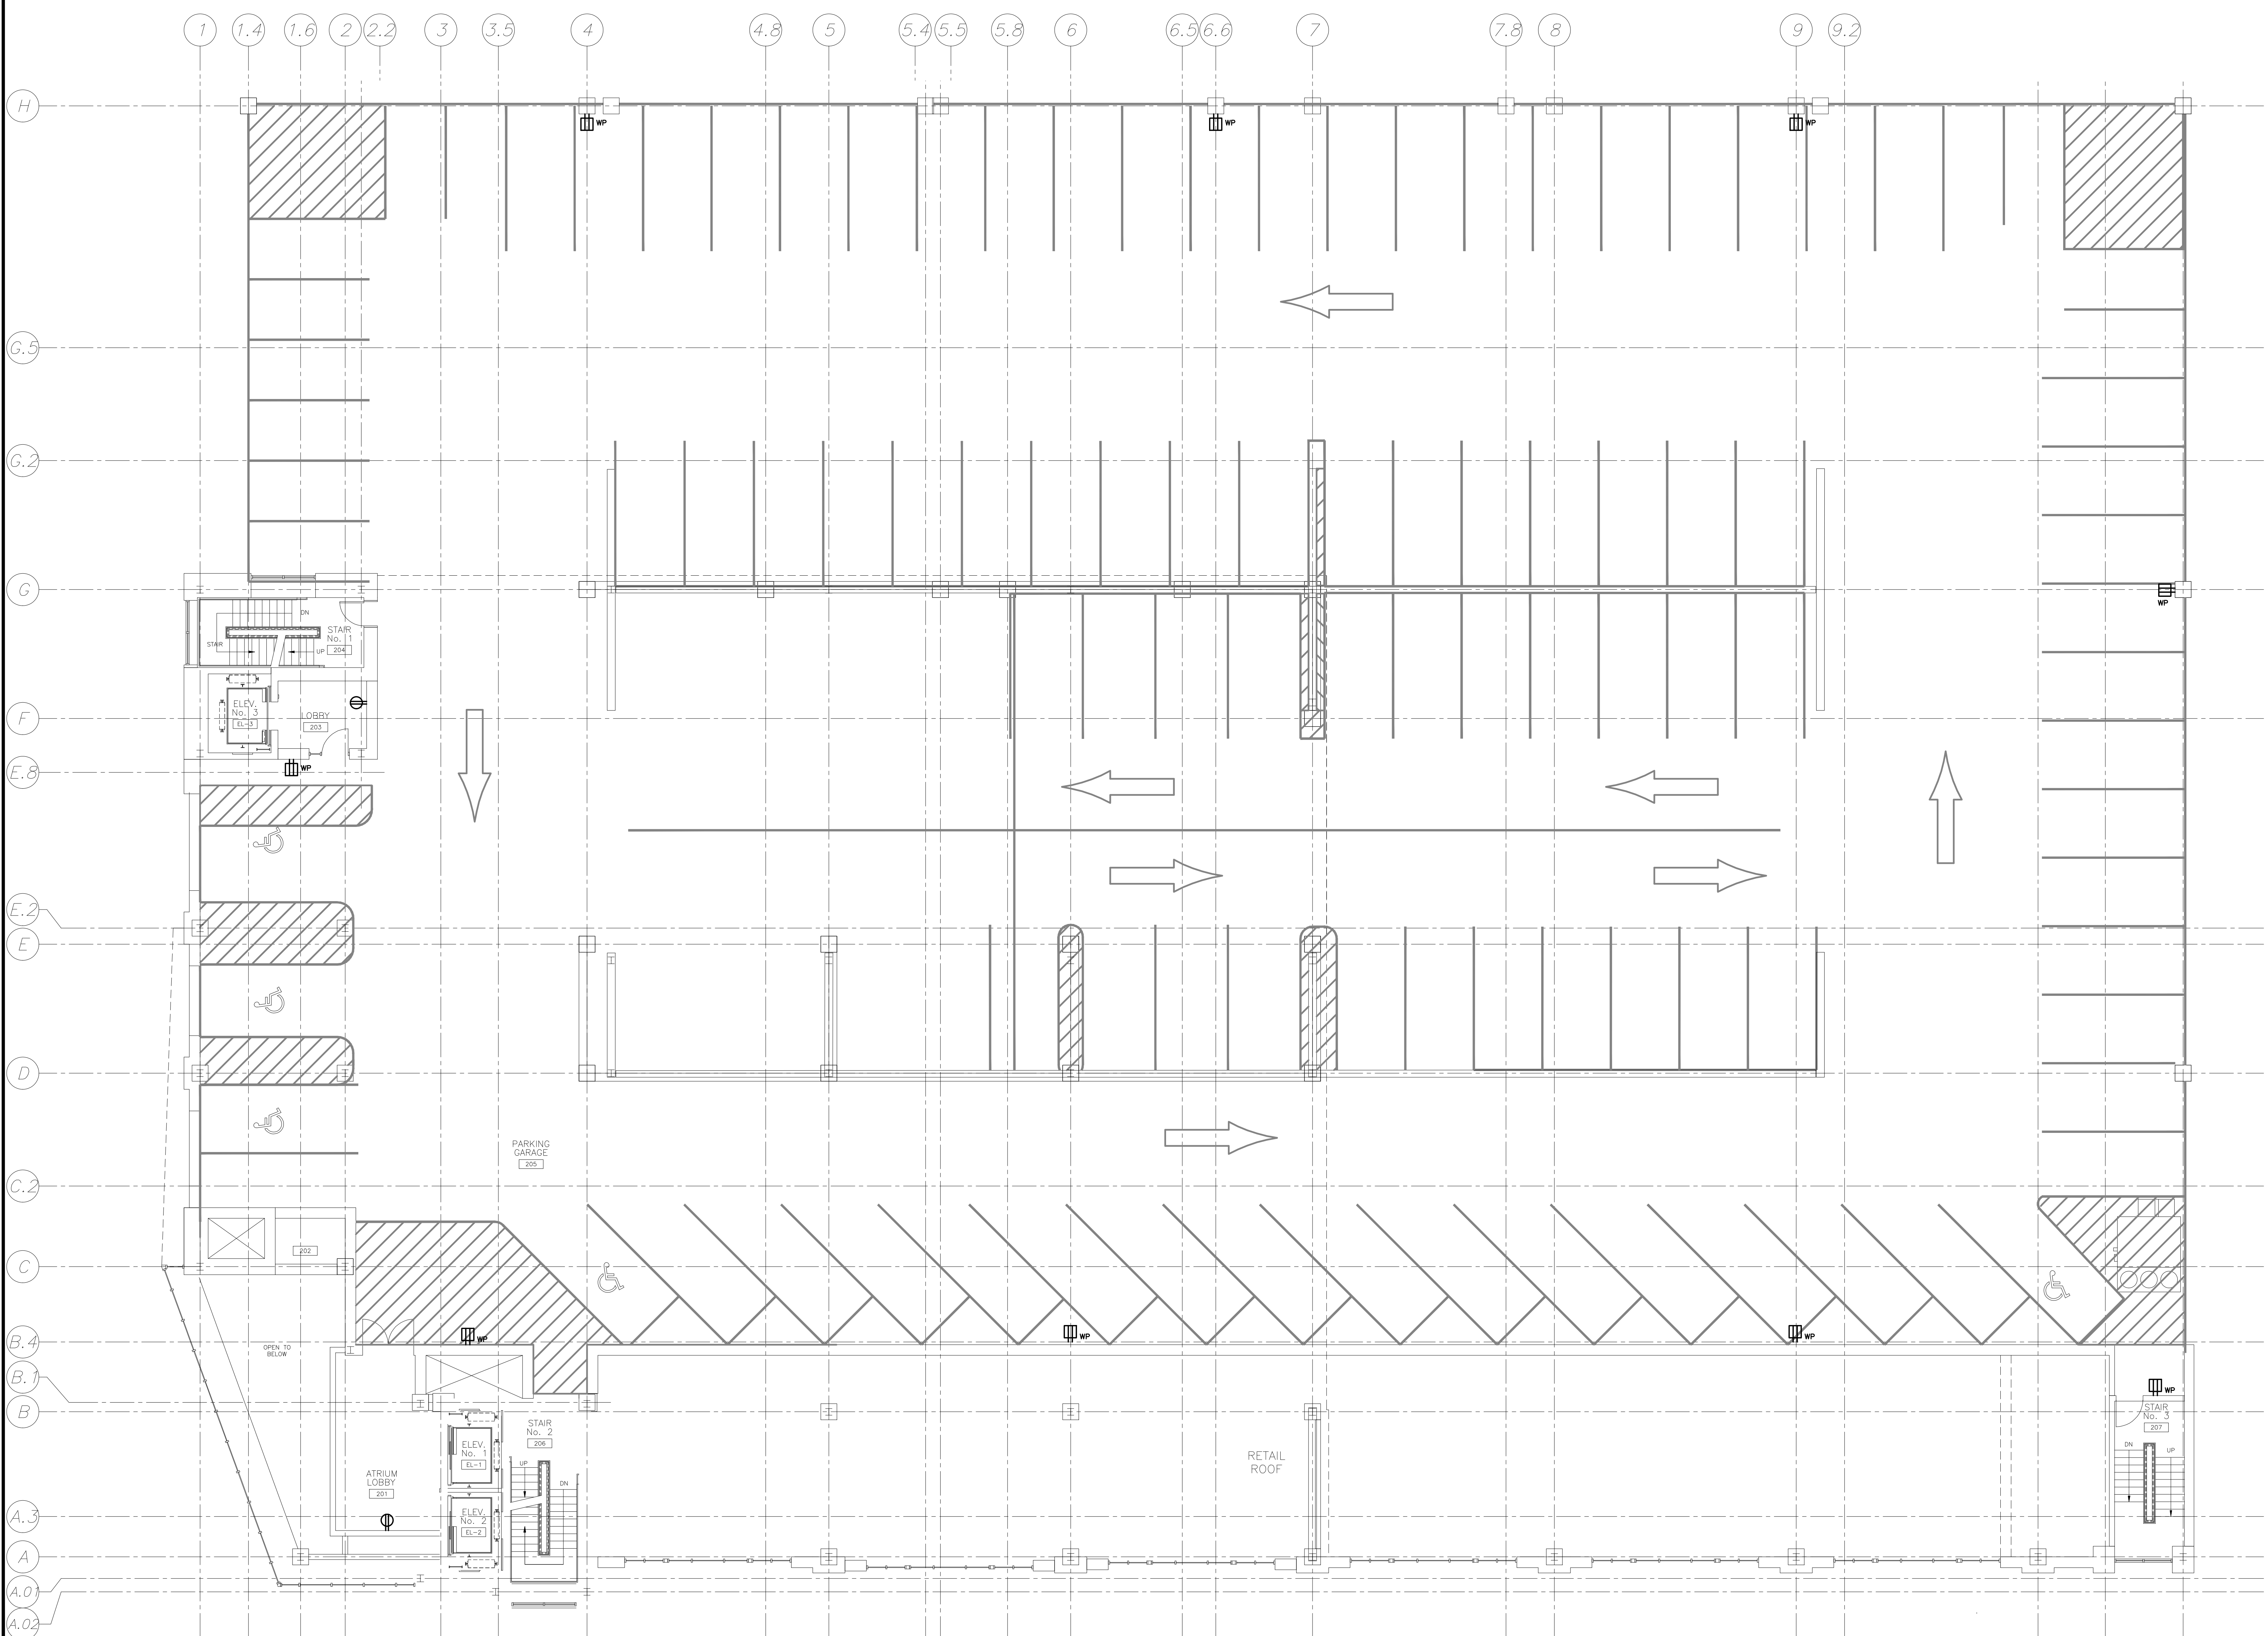 1 1.4 1.6 2 2.2 3 3.5 4 4.8 5 5.4 5.5 5.8 6 6.5 6.6 7 7.8 8 9 9.2
H
WP WP WP
G.5
G.2
G
WP
DN
STAIR
No. 1
204
STAIR
UP
ELEV.
No. 3
EL-3
LOBBY
203
F
E.8
WP
E.2
E
D
PARKING
GARAGE
205
C.2
202
C
B.4
WP WP WP
OPEN TO
BELOW
B.1
B
WP
STAIR
No. 2
206
STAIR
No. 3
207
ELEV.
No. 1
EL-1
UP
DN
DN
UP
RETAIL
ROOF
ATRIUM
LOBBY
201
A.3
ELEV.
No. 2
EL-2
A
A.01
A.02